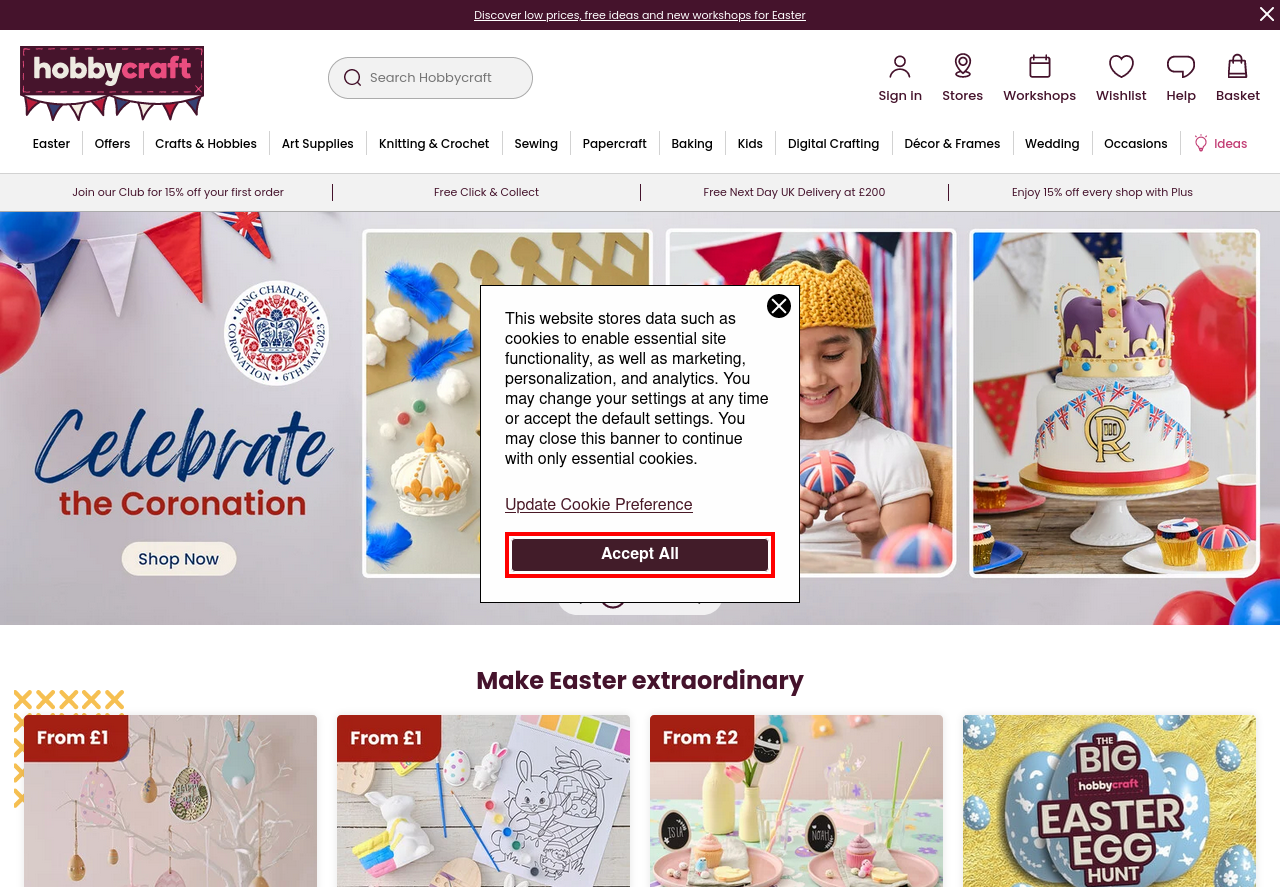 Discover low prices, free ideas and new workshops for Easter
hobbycraft
Search Hobbycraft
Sign in
Stores
Workshops
Wishlist
Help
Basket
Easter
Offers
Crafts & Hobbies
Art Supplies
Knitting & Crochet
Sewing
Papercraft
Baking
Kids
Digital Crafting
Décor & Frames
Wedding
Occasions
Ideas
Join our Club for 15% off your first order
Free Click & Collect
Free Next Day UK Delivery at £200
Enjoy 15% off every shop with Plus
KING CHARLES III
CORONATION • 6TH MAY 2023
Celebrate
the Coronation
Shop Now
This website stores data such as
cookies to enable essential site
functionality, as well as marketing,
personalization, and analytics. You
may change your settings at any time
or accept the default settings. You
may close this banner to continue
with only essential cookies.
Update Cookie Preference
Accept All
Make Easter extraordinary
From £1
From £1
From £2
ISLA
NOAH
THE
BIG
hobbycraft
EASTER
EGG
HUNT